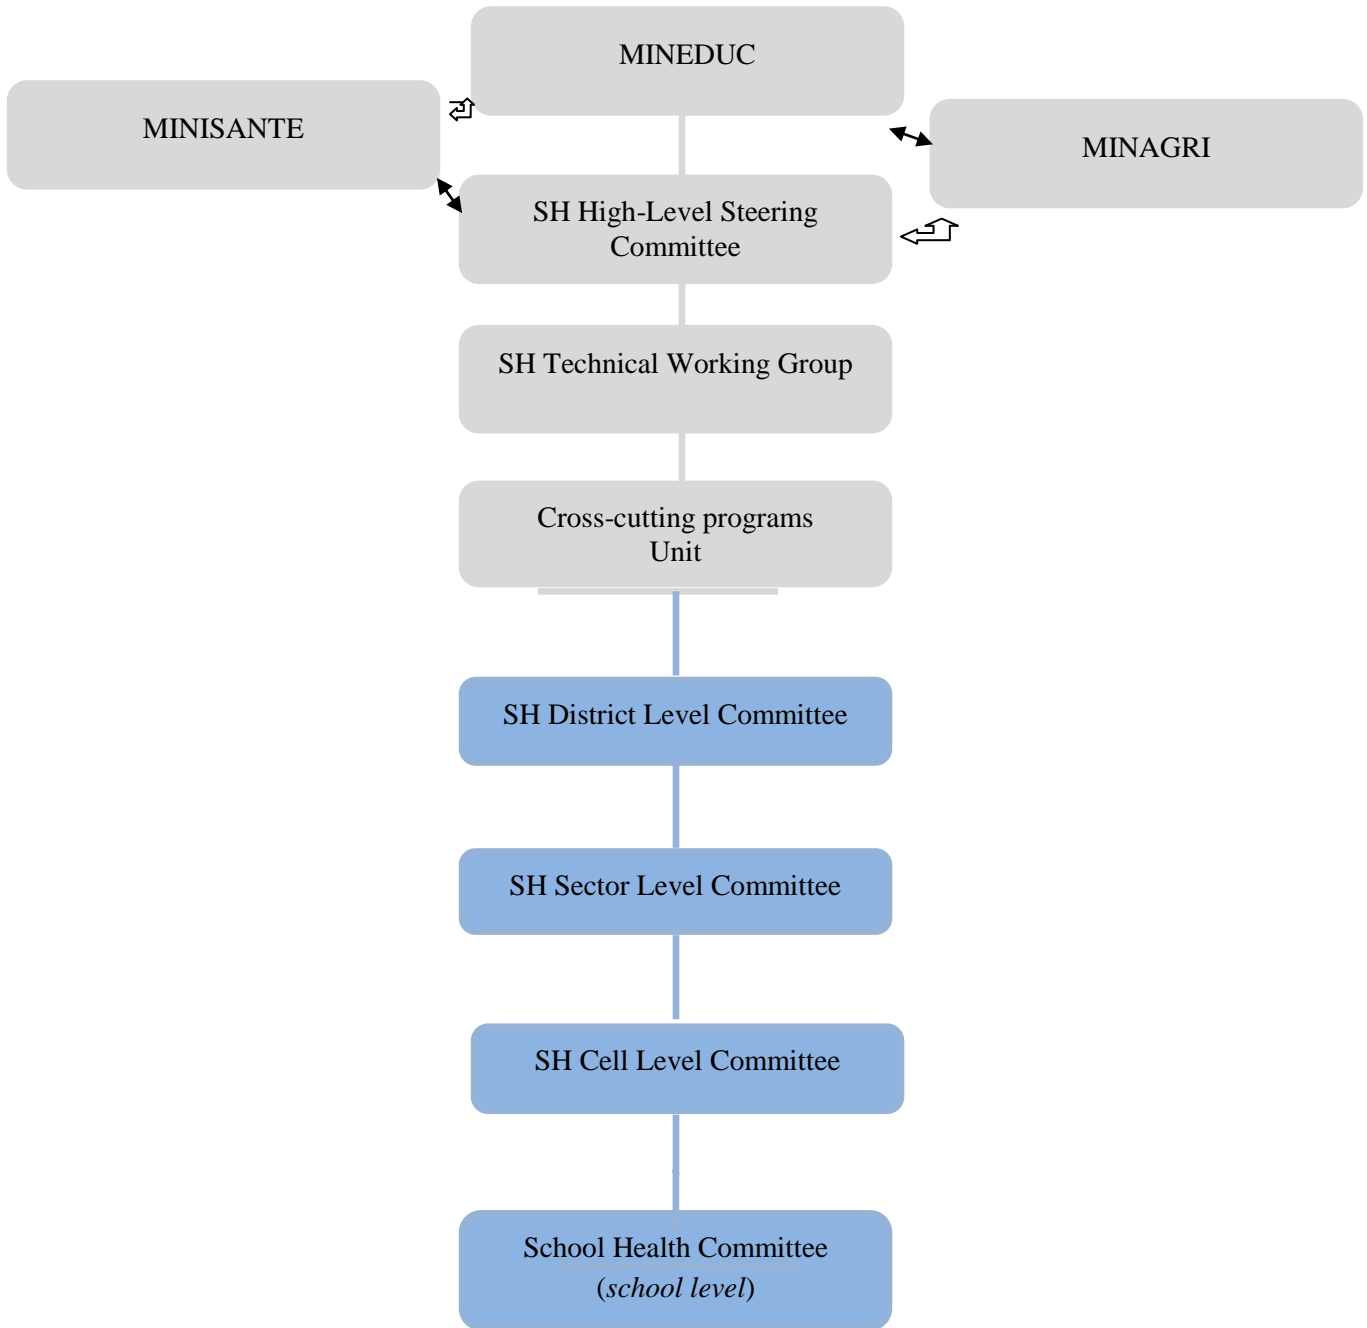 MINEDUC
MINISANTE
MINAGRI
SH High-Level Steering
Committee
SH Technical Working Group
Cross-cutting programs
Unit
SH District Level Committee
SH Sector Level Committee
SH Cell Level Committee
School Health Committee
(school level)